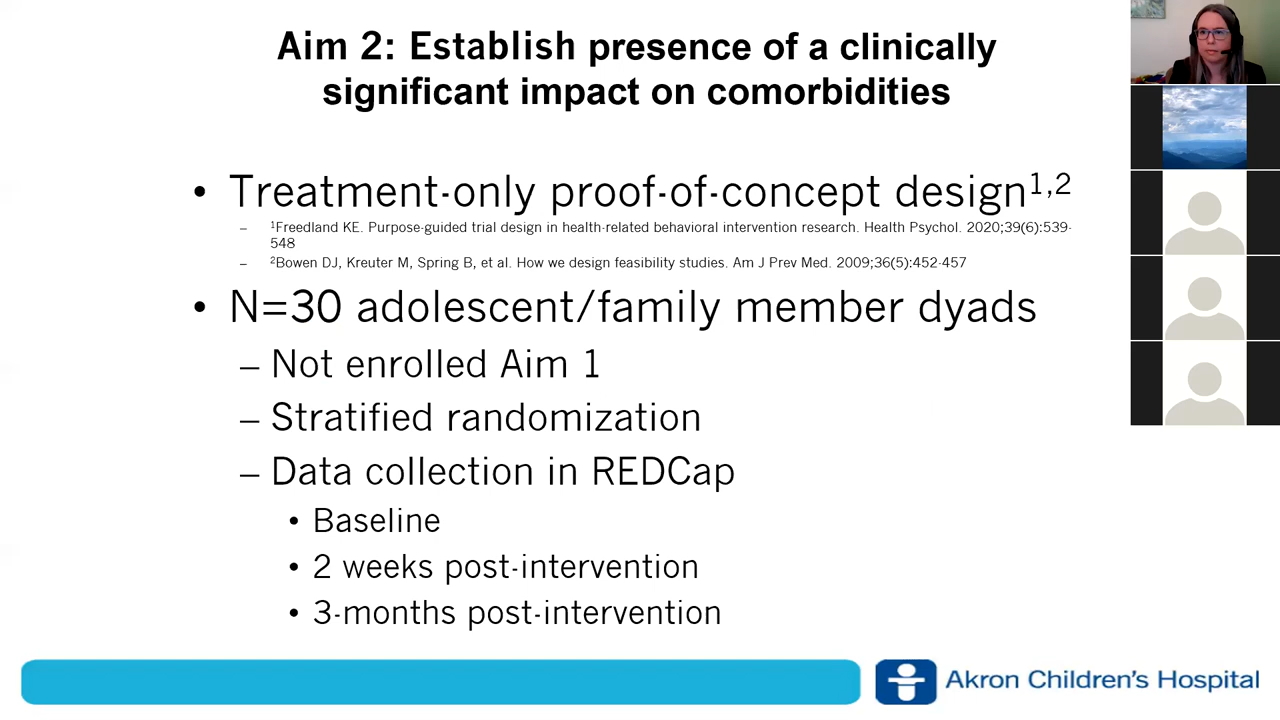 Aim 2: Establish presence of a clinically
significant impact on comorbidities
• Treatment-only proof-of-concept design1,2
– 1Freedland KE. Purpose-guided trial design in health-related behavioral intervention research. Health Psychol. 2020;39(6):539-
548
– 2Bowen DJ, Kreuter M, Spring B, et al. How we design feasibility studies. Am J Prev Med. 2009;36(5):452-457
• N=30 adolescent/family member dyads
– Not enrolled Aim 1
– Stratified randomization
– Data collection in REDCap
• Baseline
• 2 weeks post-intervention
• 3-months post-intervention
Akron Children's Hospital